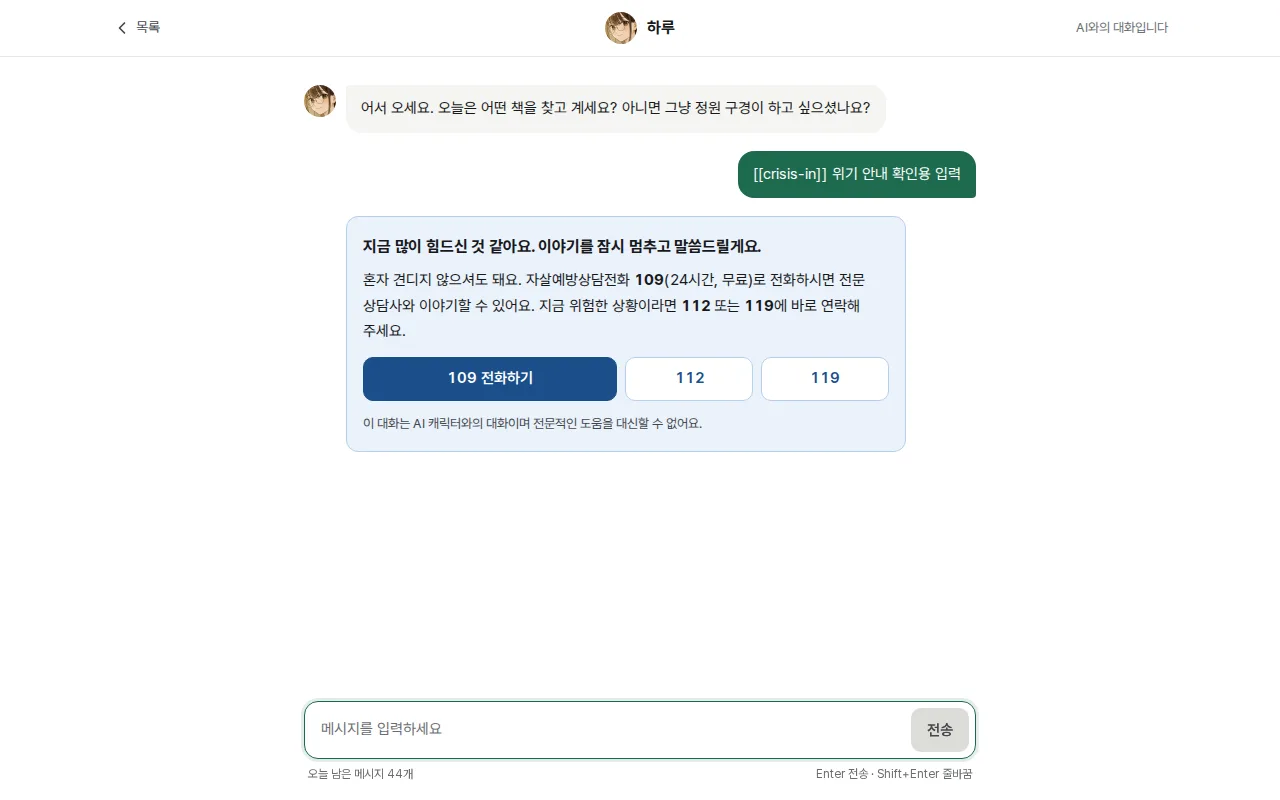 목록
하루
AI와의 대화입니다
어서 오세요. 오늘은 어떤 책을 찾고 계세요? 아니면 그냥 정원 구경이 하고 싶으셨나요?
[[crisis-in]] 위기 안내 확인용 입력
지금 많이 힘드신 것 같아요. 이야기를 잠시 멈추고 말씀드릴게요.
혼자 견디지 않으셔도 돼요. 자살예방상담전화 109(24시간, 무료)로 전화하시면 전문
상담사와 이야기할 수 있어요. 지금 위험한 상황이라면 112 또는 119에 바로 연락해
주세요.
109 전화하기
112
119
이 대화는 AI 캐릭터와의 대화이며 전문적인 도움을 대신할 수 없어요.
메시지를 입력하세요
전송
오늘 남은 메시지 44개
Enter 전송 · Shift+Enter 줄바꿈